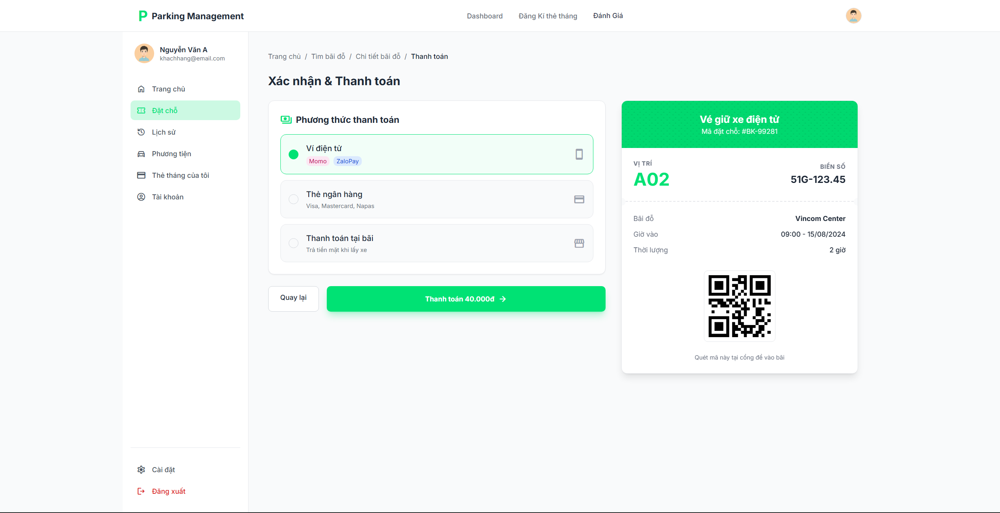 Parking Management
Dashboard
Đăng Kí thẻ tháng
Đánh Giá
Nguyễn Văn A
khachhang@email.com
Trang chủ
Đặt chỗ
Lịch sử
Phương tiện
Thẻ tháng của tôi
Tài khoản
Cài đặt
Đăng xuất
Trang chủ / Tìm bãi đỗ / Chi tiết bãi đỗ / Thanh toán
Xác nhận & Thanh toán
Phương thức thanh toán
Ví điện tử
Momo ZaloPay
Thẻ ngân hàng
Visa, Mastercard, Napas
Thanh toán tại bãi
Trả tiền mặt khi lấy xe
Quay lại
Thanh toán 40.000đ →
Vé giữ xe điện tử
Mã đặt chỗ: #BK-99281
VỊ TRÍ
A02
BIỂN SỐ
51G-123.45
Bãi đỗ Vincom Center
Giờ vào 09:00 - 15/08/2024
Thời lượng 2 giờ
Quét mã này tại cổng để vào bãi